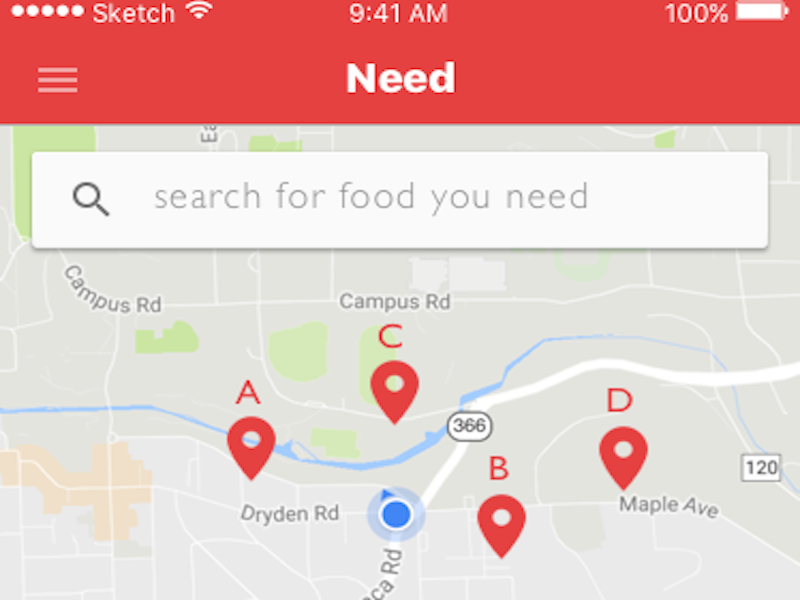 Sketch 9:41 AM 100%
Need
Ea
search for food you need
Campus Rd Campus Rd
C
A
D
366
B
120
Dryden Rd
Maple Ave
ca Rd